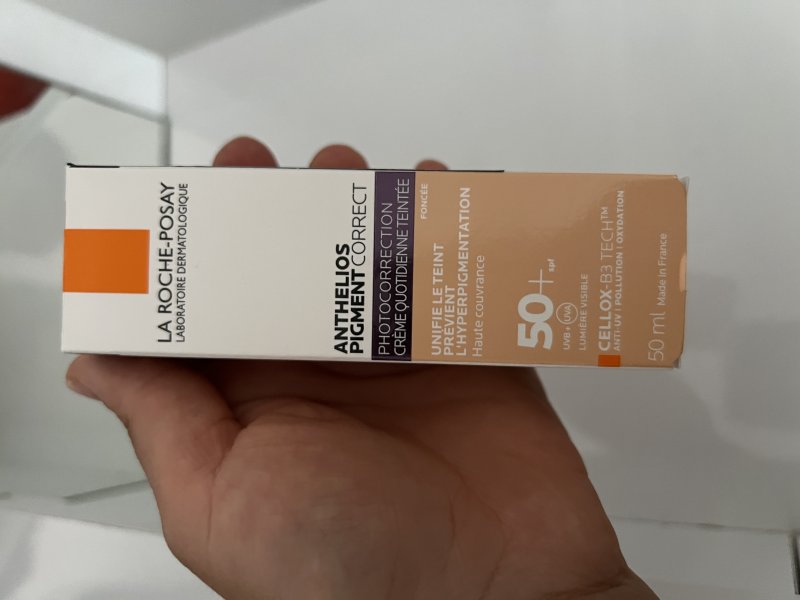 LA ROCHE-POSAY
LABORATOIRE DERMATOLOGIQUE
ANTHELIOS
PIGMENT CORRECT
PHOTOCORRECTION
CRÈME QUOTIDIENNE TEINTÉE
FONCÉE
UNIFIE LE TEINT
PRÉVIENT
L'HYPERPIGMENTATION
Haute couvrance
50+ spf
UVB + UVA
LUMIÈRE VISIBLE
CELLOX-B3 TECH™
ANTI-UV | POLLUTION | OXYDATION
50 ml Made in France